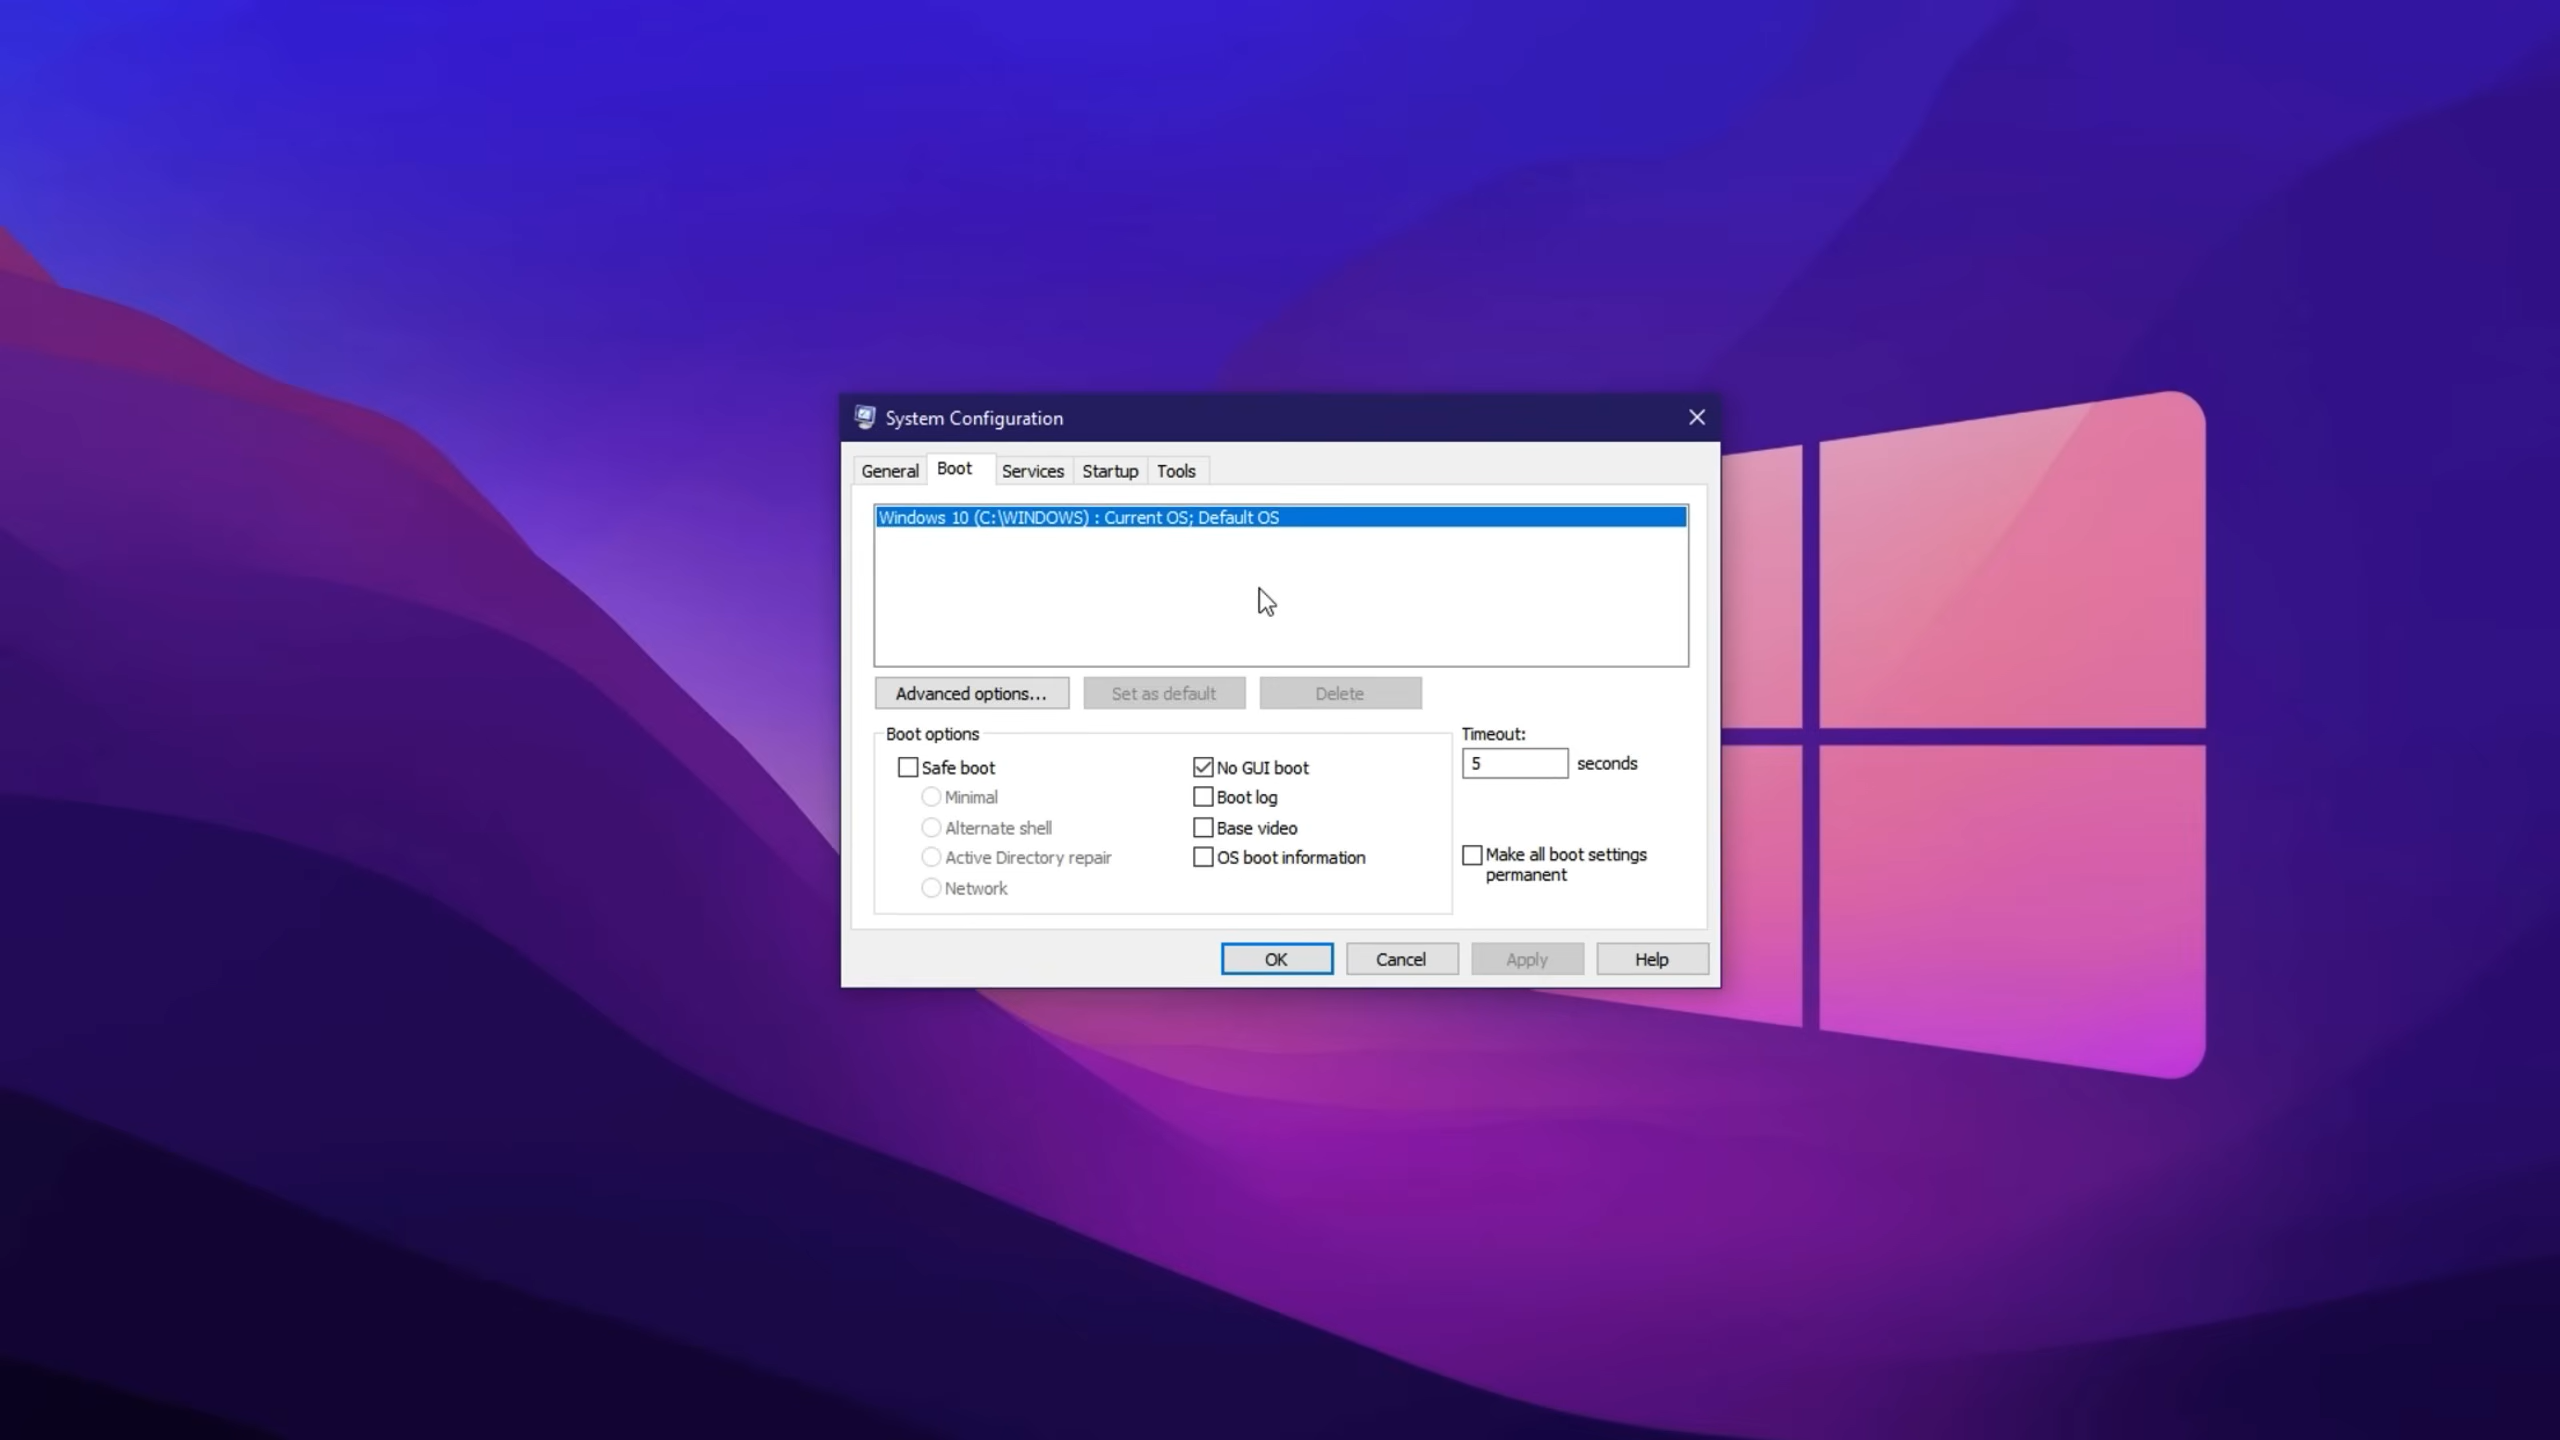 System Configuration
General Boot Services Startup Tools
Windows 10 (C:\WINDOWS) : Current OS; Default OS
Advanced options... Set as default Delete
Boot options
Timeout:
Safe boot
No GUI boot
5 seconds
Minimal
Boot log
Alternate shell
Base video
Active Directory repair
OS boot information
Make all boot settings
permanent
Network
OK Cancel Apply Help